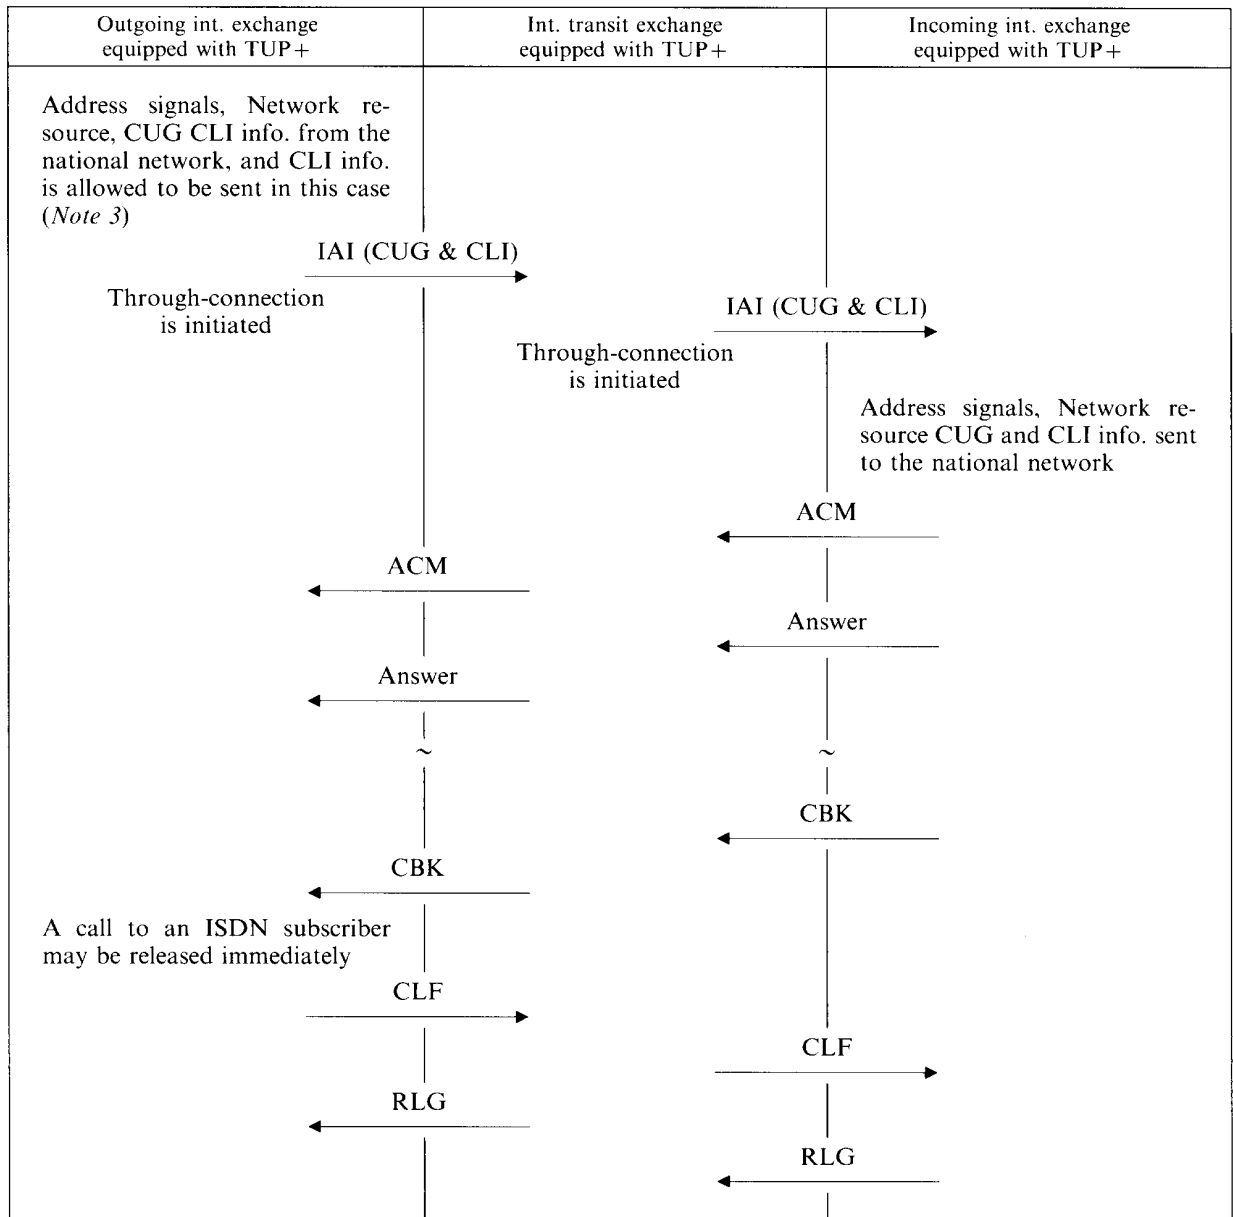 Outgoing int. exchange
equipped with TUP+
Int. transit exchange
equipped with TUP+
Incoming int. exchange
equipped with TUP+
Address signals, Network re-
source, CUG CLI info. from the
national network, and CLI info.
is allowed to be sent in this case
(Note 3)
IAI (CUG & CLI)
Through-connection
is initiated
IAI (CUG & CLI)
Through-connection
is initiated
Address signals, Network re-
source CUG and CLI info. sent
to the national network
ACM
ACM
Answer
Answer
~
~
CBK
CBK
A call to an ISDN subscriber
may be released immediately
CLF
CLF
RLG
RLG